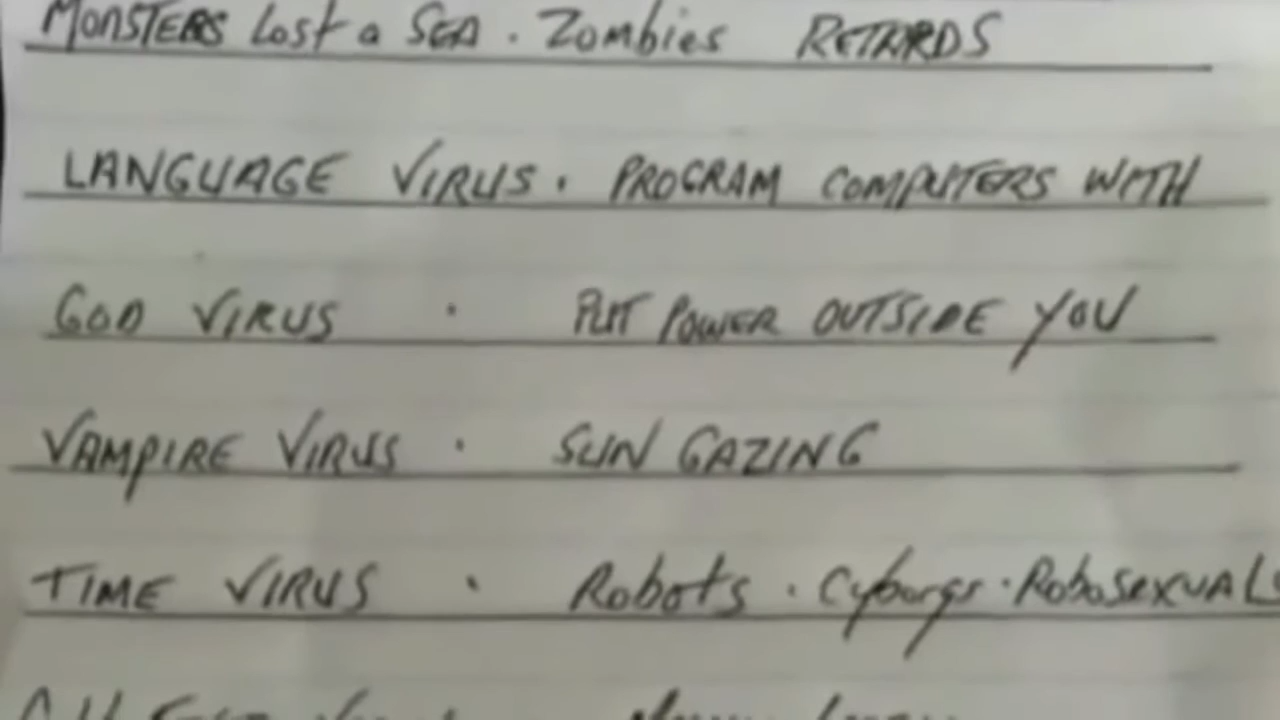 MONSTERS Lost a SEA . Zombies RETARDS
LANGUAGE VIRUS . PROGRAM COMPUTERS WITH
GOD VIRUS . PUT POWER OUTSIDE YOU
VAMPIRE VIRUS . SUN GAZING
TIME VIRUS . Robots . Cyborgs . ROBOSEXUALS